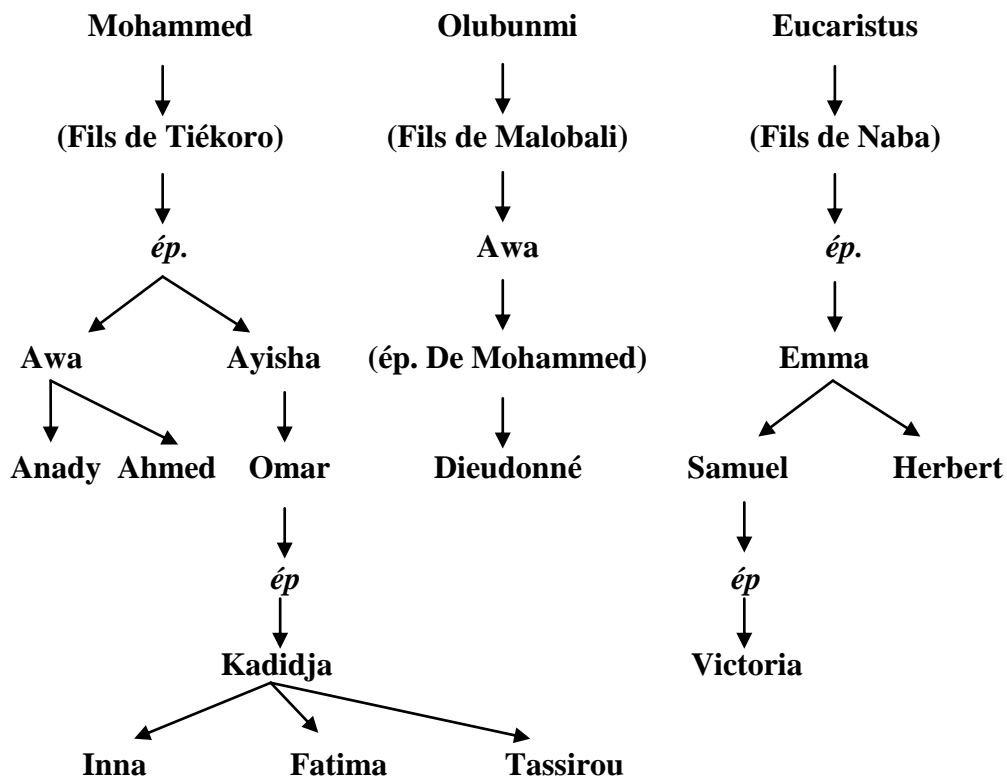 Mohammed Olubunmi Eucaristus
(Fils de Tiékoro) (Fils de Malobali) (Fils de Naba)
ép. Awa ép.
Awa Ayisha (ép. De Mohammed) Emma
Anady Ahmed Omar Dieudonné Samuel Herbert
ép ép
Kadidja Victoria
Inna Fatima Tassirou